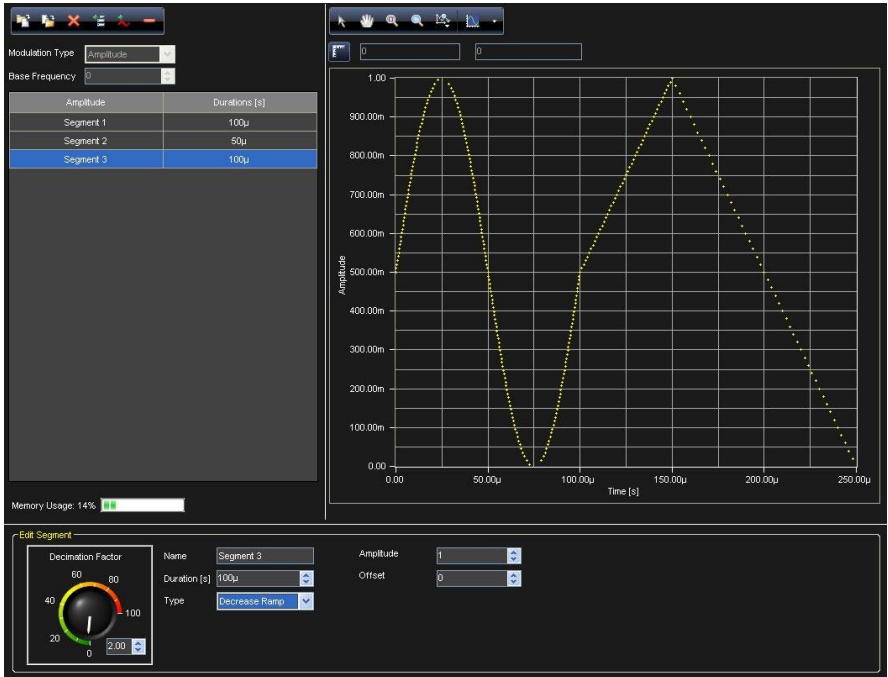 Modulation Type Amplitude
Base Frequency 0
Amplitude Durations [s]
Segment 1 100µ
Segment 2 50µ
Segment 3 100µ
Memory Usage: 14%
0 0
1.00
900.00m
800.00m
700.00m
600.00m
500.00m
400.00m
300.00m
200.00m
100.00m
0.00
Amplitude
0.00 50.00µ 100.00µ 150.00µ 200.00µ 250.00µ
Time [s]
Edit Segment
Decimation Factor
0 20 40 60 80 100
2.00
Name Segment 3
Duration [s] 100µ
Type Decrease Ramp
Amplitude 1
Offset 0